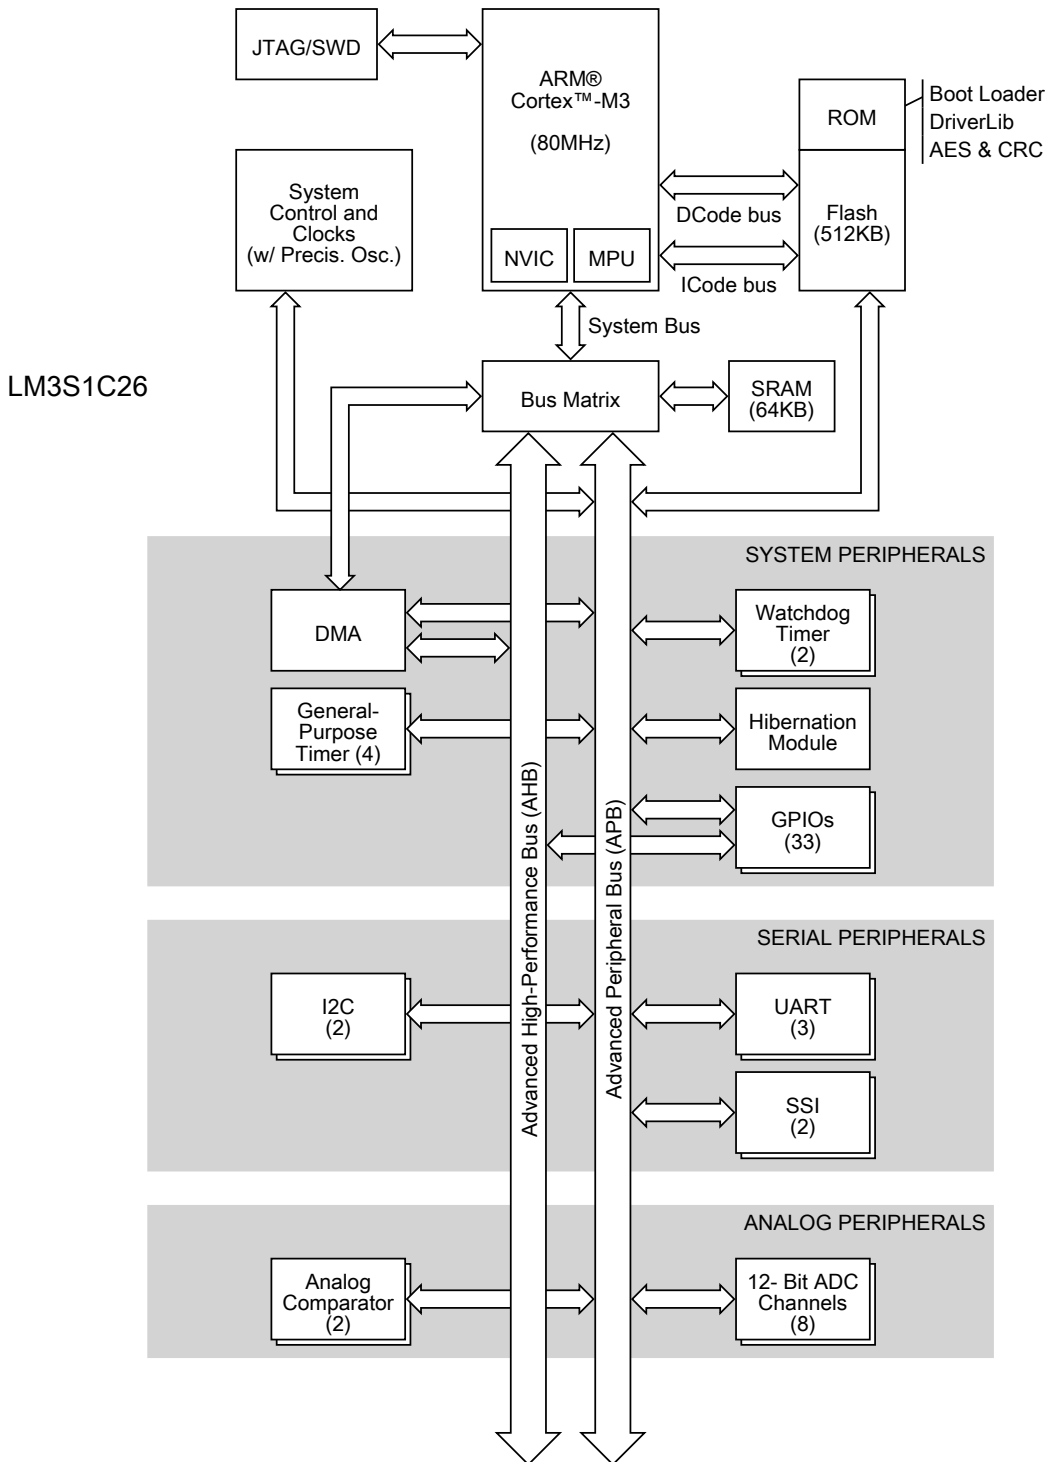 JTAG/SWD
ARM®
Cortex™-M3
(80MHz)
NVIC
MPU
ROM
Boot Loader
DriverLib
AES & CRC
Flash
(512KB)
DCode bus
ICode bus
System
Control and
Clocks
(w/ Precis. Osc.)
System Bus
LM3S1C26
Bus Matrix
SRAM
(64KB)
SYSTEM PERIPHERALS
DMA
Watchdog
Timer
(2)
General-
Purpose
Timer (4)
Hibernation
Module
GPIOs
(33)
Advanced High-Performance Bus (AHB)
Advanced Peripheral Bus (APB)
SERIAL PERIPHERALS
I2C
(2)
UART
(3)
SSI
(2)
ANALOG PERIPHERALS
Analog
Comparator
(2)
12- Bit ADC
Channels
(8)